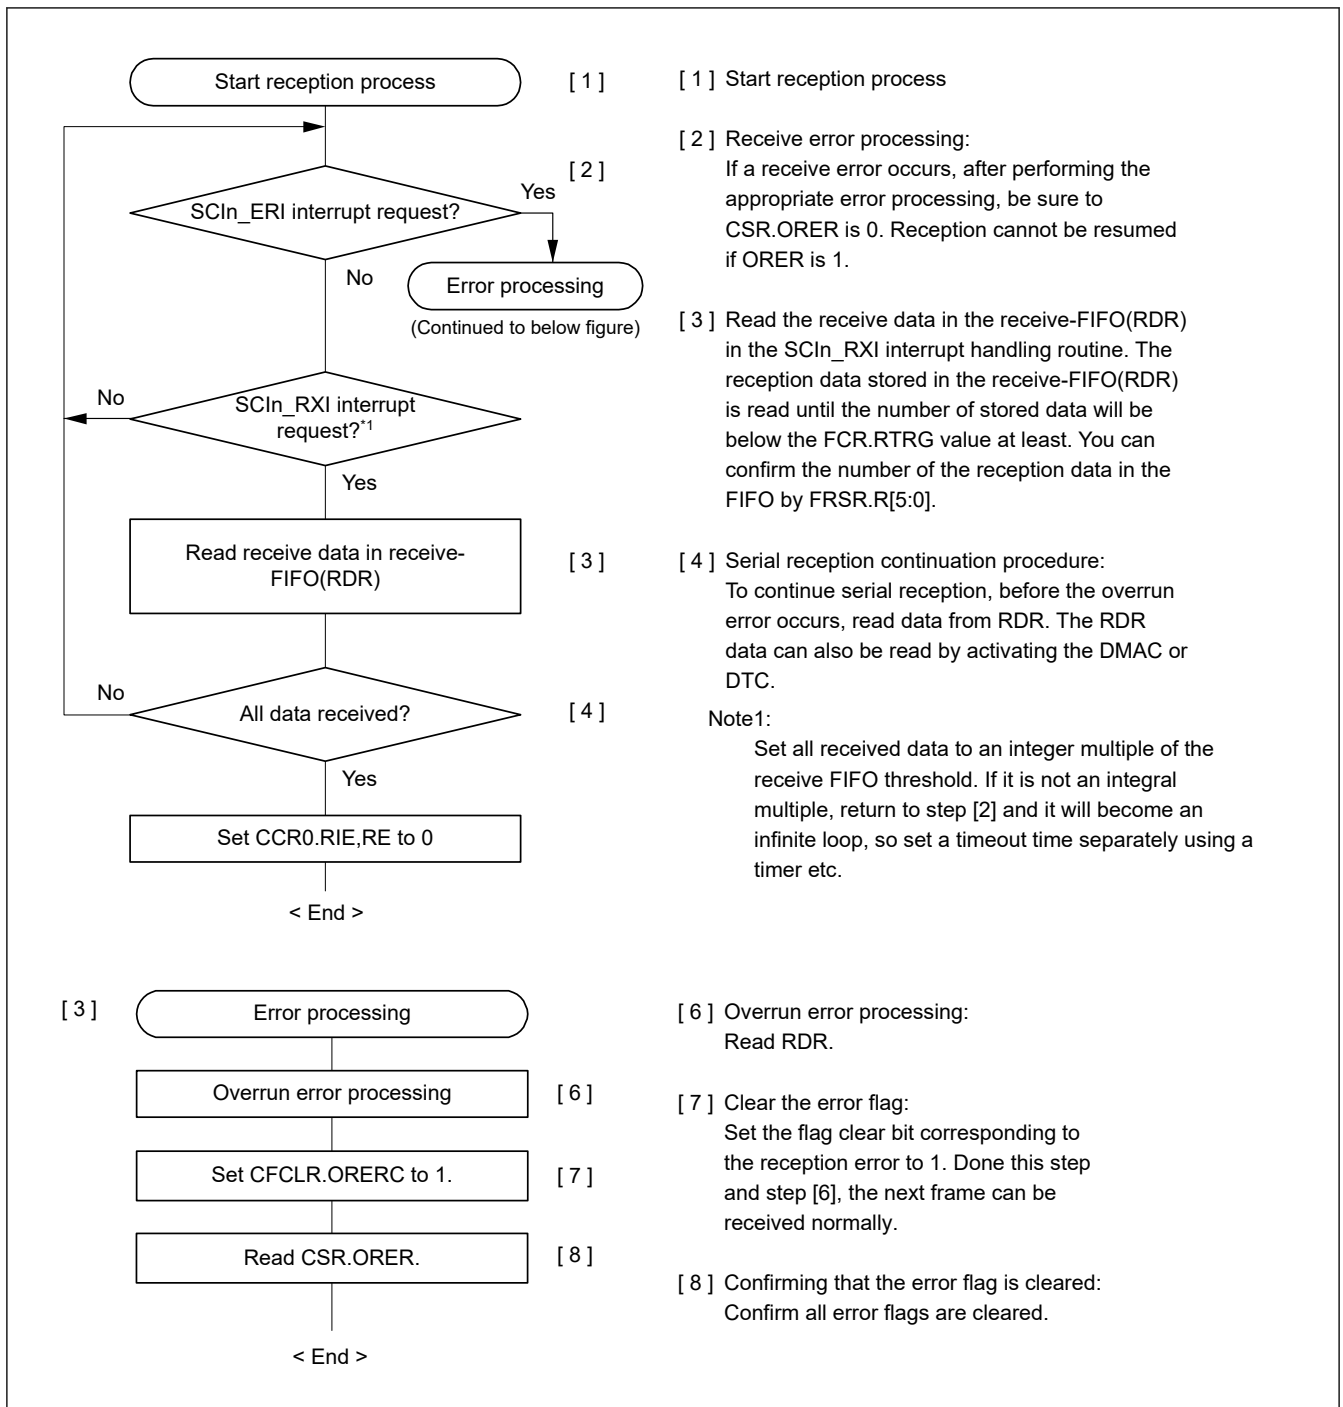 Start reception process
[ 1 ]
[ 2 ]
SCIn_ERI interrupt request?
Yes
No
Error processing
(Continued to below figure)
SCIn_RXI interrupt
request?*1
No
Yes
Read receive data in receive-
FIFO(RDR)
[ 3 ]
No
All data received?
[ 4 ]
Yes
Set CCR0.RIE,RE to 0
< End >
[ 1 ] Start reception process
[ 2 ] Receive error processing:
If a receive error occurs, after performing the
appropriate error processing, be sure to
CSR.ORER is 0. Reception cannot be resumed
if ORER is 1.
[ 3 ] Read the receive data in the receive-FIFO(RDR)
in the SCIn_RXI interrupt handling routine. The
reception data stored in the receive-FIFO(RDR)
is read until the number of stored data will be
below the FCR.RTRG value at least. You can
confirm the number of the reception data in the
FIFO by FRSR.R[5:0].
[ 4 ] Serial reception continuation procedure:
To continue serial reception, before the overrun
error occurs, read data from RDR. The RDR
data can also be read by activating the DMAC or
DTC.
Note1:
Set all received data to an integer multiple of the
receive FIFO threshold. If it is not an integral
multiple, return to step [2] and it will become an
infinite loop, so set a timeout time separately using a
timer etc.
[ 3 ]
Error processing
Overrun error processing
[ 6 ]
Set CFCLR.ORERC to 1.
[ 7 ]
Read CSR.ORER.
[ 8 ]
< End >
[ 6 ] Overrun error processing:
Read RDR.
[ 7 ] Clear the error flag:
Set the flag clear bit corresponding to
the reception error to 1. Done this step
and step [6], the next frame can be
received normally.
[ 8 ] Confirming that the error flag is cleared:
Confirm all error flags are cleared.